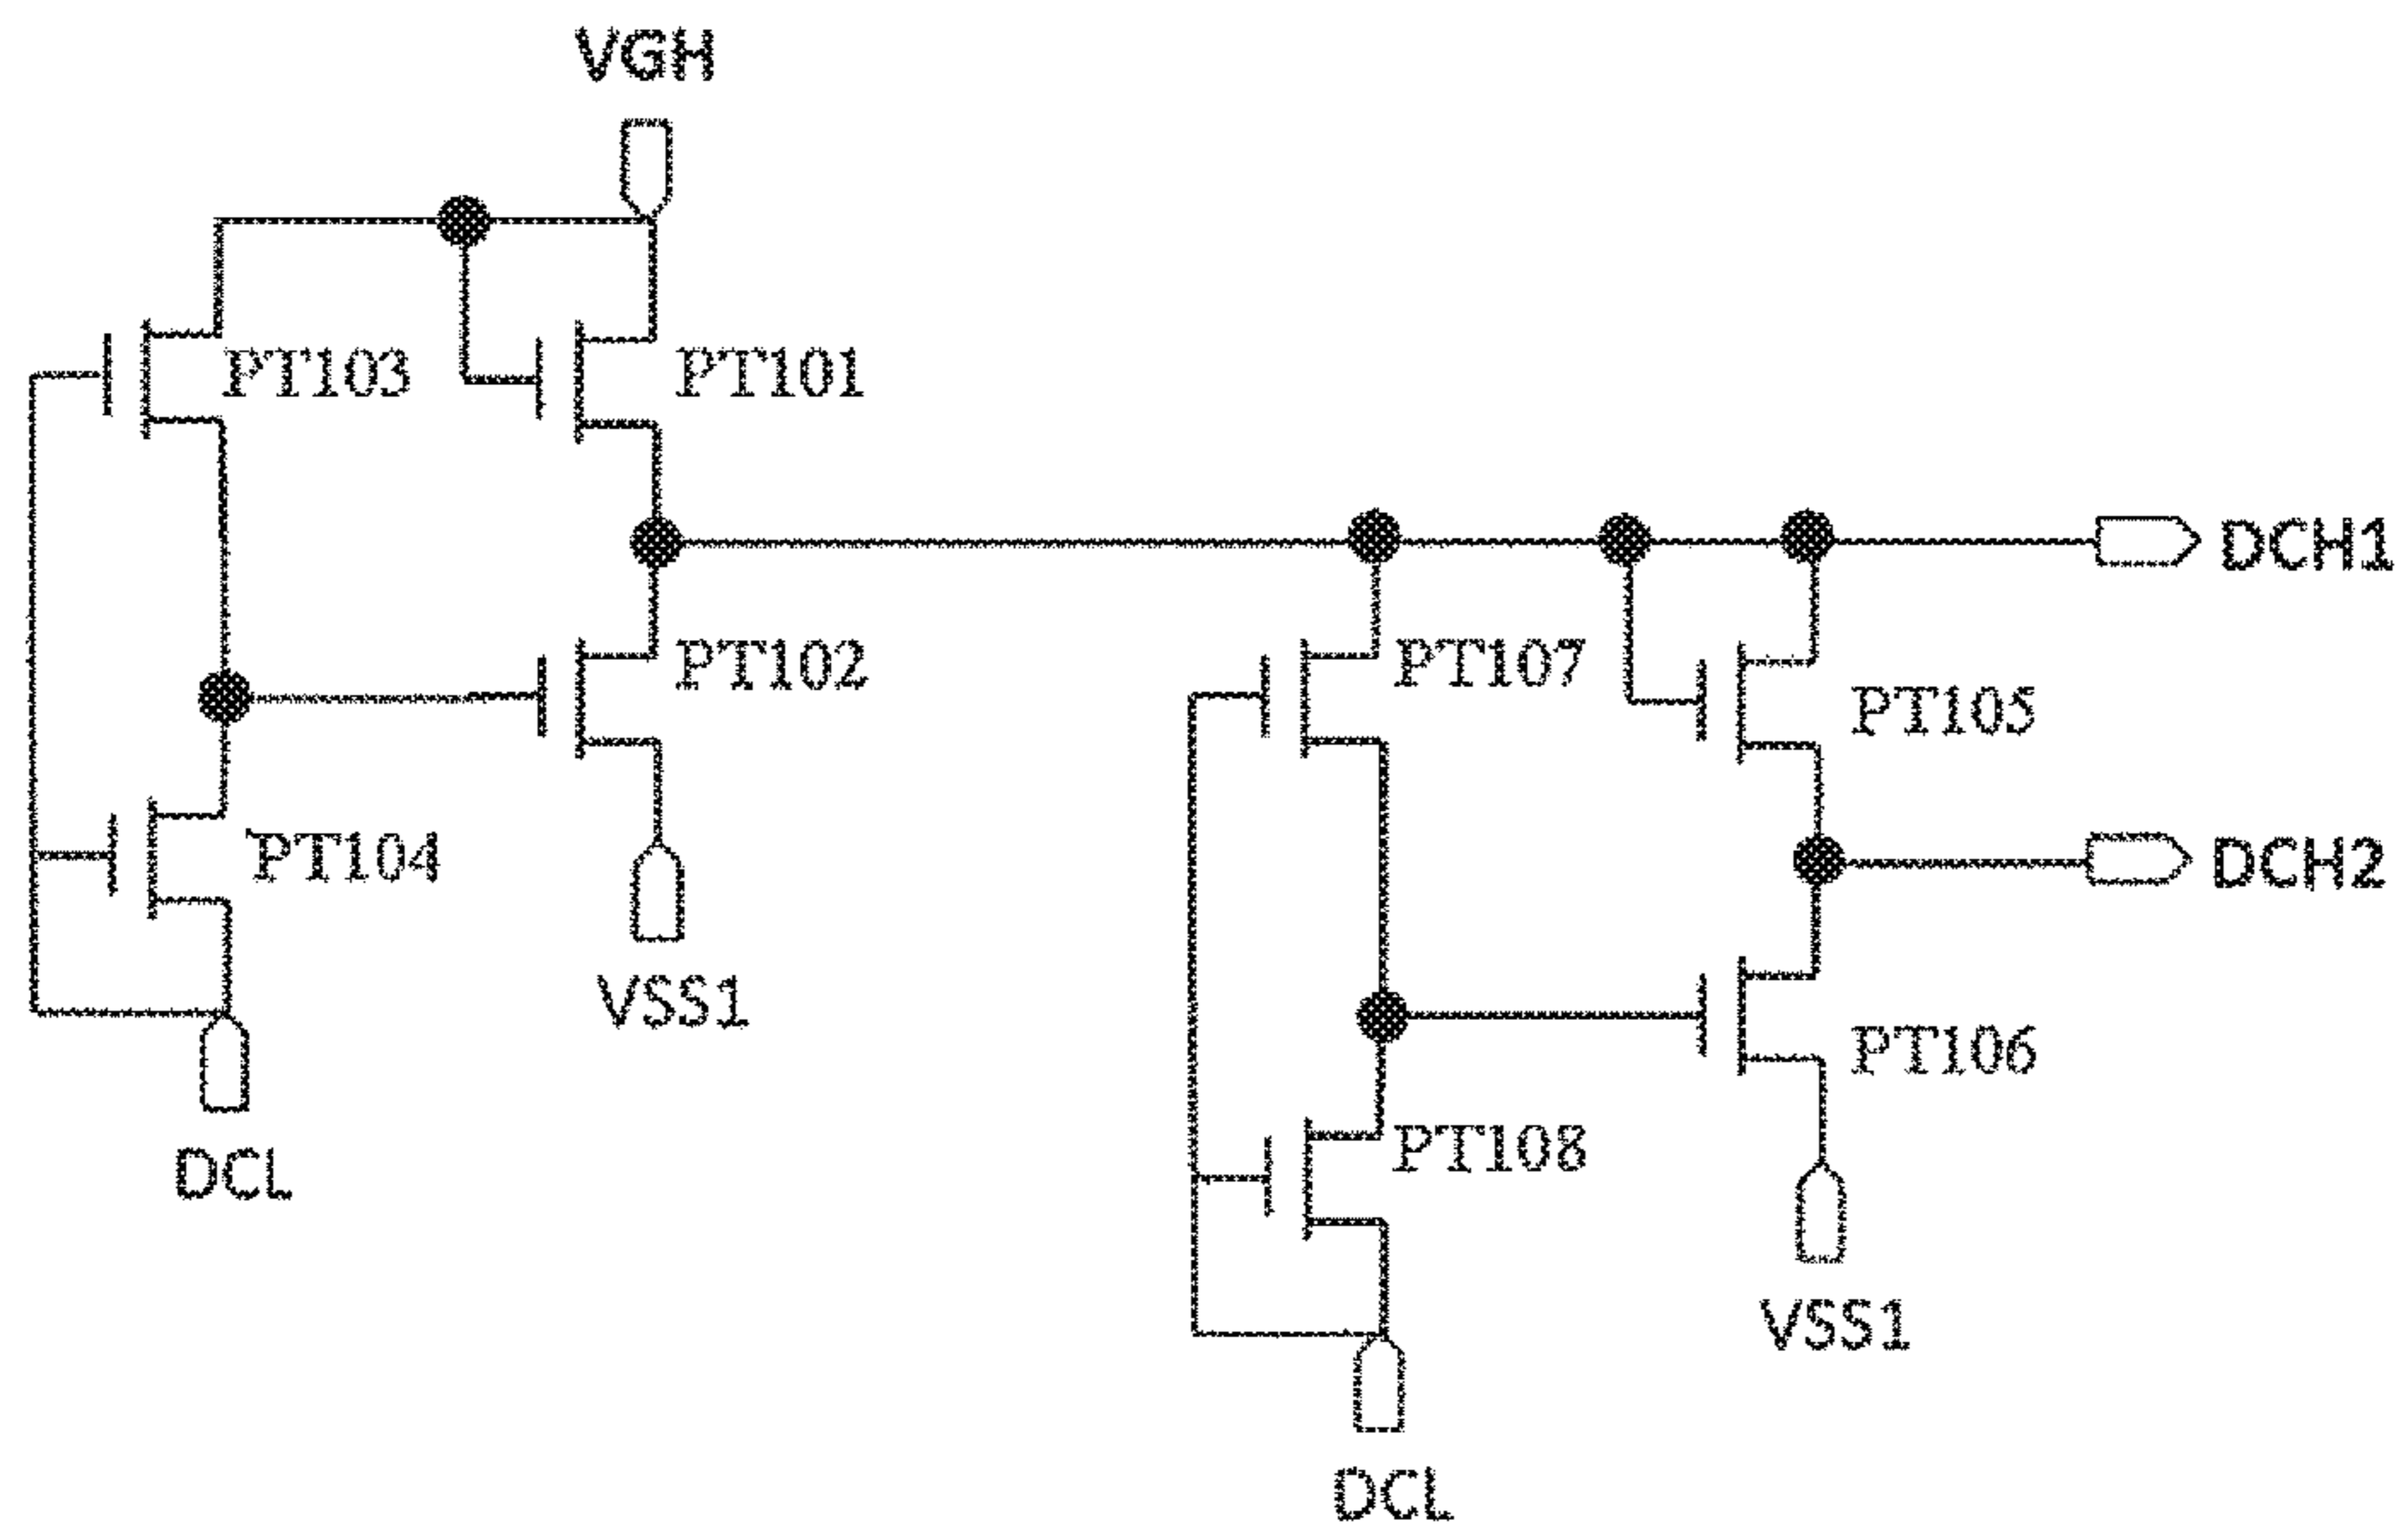 VGH
PT103
PT101
DCH1
PT102
PT107
PT105
PT104
DCH2
VSS1
PT106
PT108
DCL
VSS1
DCL